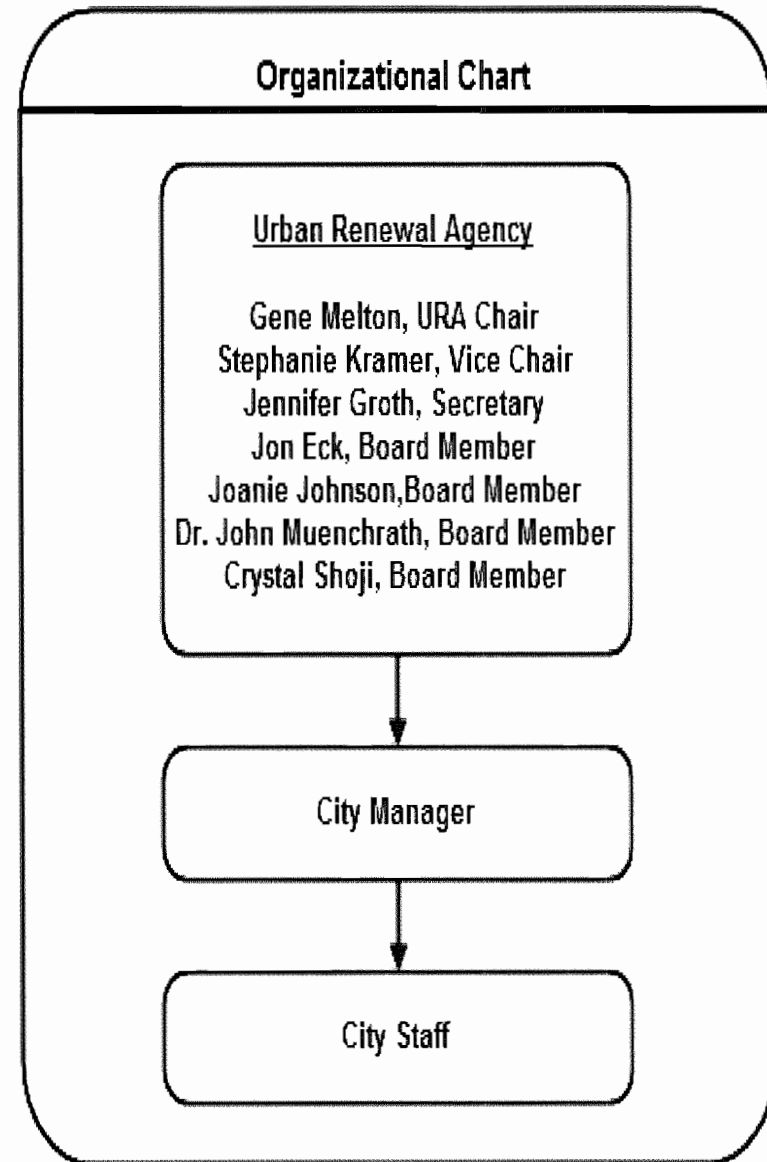 Organizational Chart
Urban Renewal Agency
Gene Melton, URA Chair
Stephanie Kramer, Vice Chair
Jennifer Groth, Secretary
Jon Eck, Board Member
Joanie Johnson,Board Member
Dr. John Muenchrath, Board Member
Crystal Shoji, Board Member
City Manager
City Staff